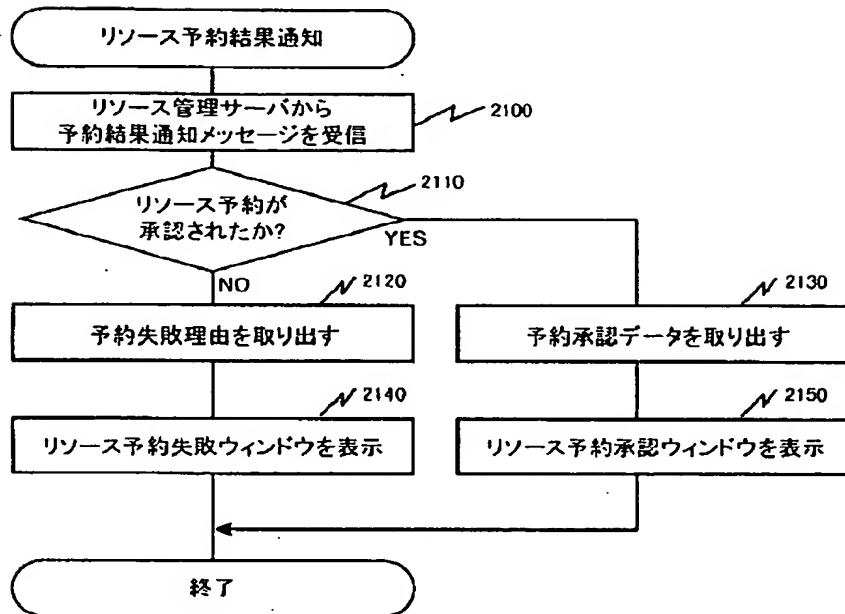 リソース予約結果通知
リソース管理サーバから
予約結果通知メッセージを受信
2100
リソース予約が
承認されたか?
2110
YES
NO
予約失敗理由を取り出す
2120
予約承認データを取り出す
2130
リソース予約失敗ウィンドウを表示
2140
リソース予約承認ウィンドウを表示
2150
終了